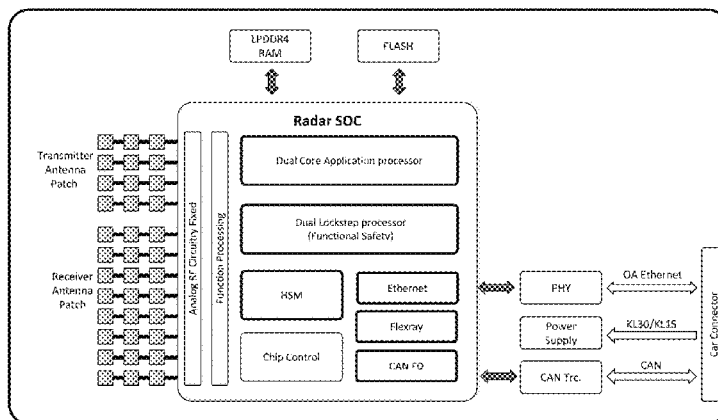 LPDDR4
RAM
FLASH
Radar SOC
Transmitter
Antenna
Patch
Receiver
Antenna
Patch
Analog RF Circuitry Fixed
Function Processing
Dual Core Application processor
Dual Lockstep processor
(Functional Safety)
HSM
Chip Control
Ethernet
Flexray
CAN FD
PHY
Power
Supply
CAN Trc.
OA Ethernet
KL30/KL15
CAN
Car Connector